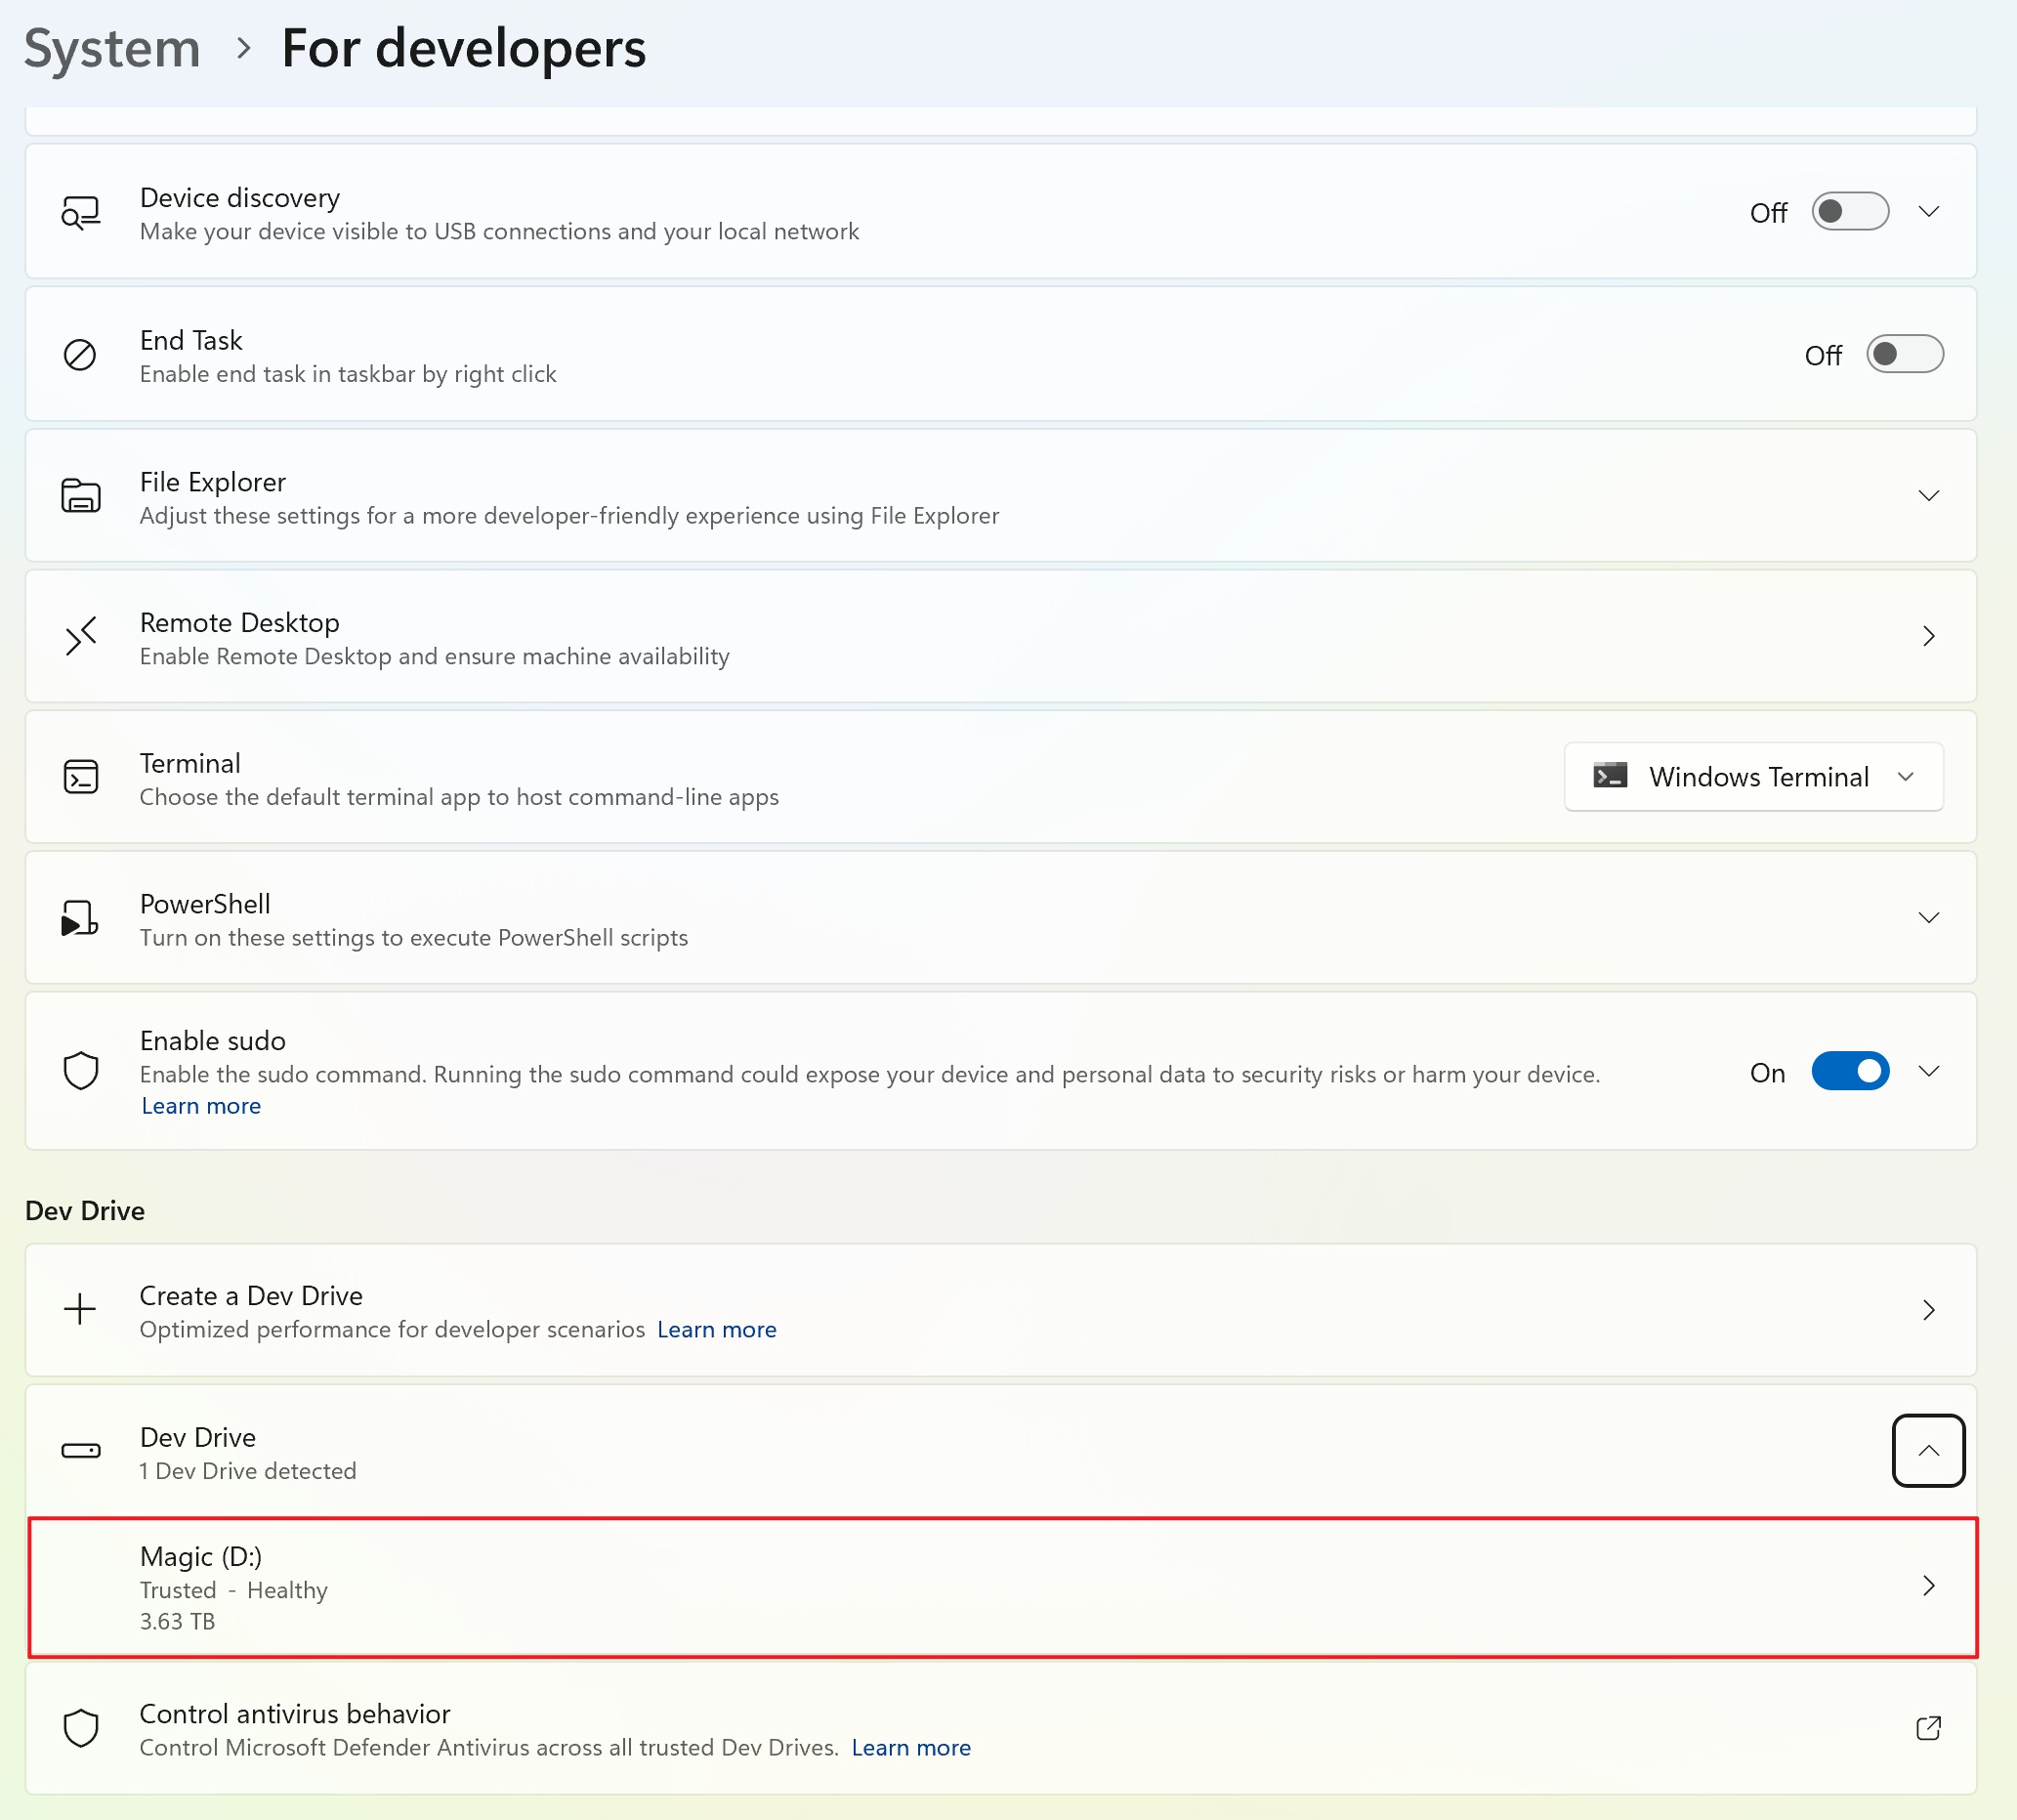 System > For developers
Device discovery
Make your device visible to USB connections and your local network
Off
End Task
Enable end task in taskbar by right click
Off
File Explorer
Adjust these settings for a more developer-friendly experience using File Explorer
Remote Desktop
Enable Remote Desktop and ensure machine availability
Terminal
Choose the default terminal app to host command-line apps
Windows Terminal
PowerShell
Turn on these settings to execute PowerShell scripts
Enable sudo
Enable the sudo command. Running the sudo command could expose your device and personal data to security risks or harm your device.
Learn more
On
Dev Drive
Create a Dev Drive
Optimized performance for developer scenarios Learn more
Dev Drive
1 Dev Drive detected
Magic (D:)
Trusted - Healthy
3.63 TB
Control antivirus behavior
Control Microsoft Defender Antivirus across all trusted Dev Drives. Learn more